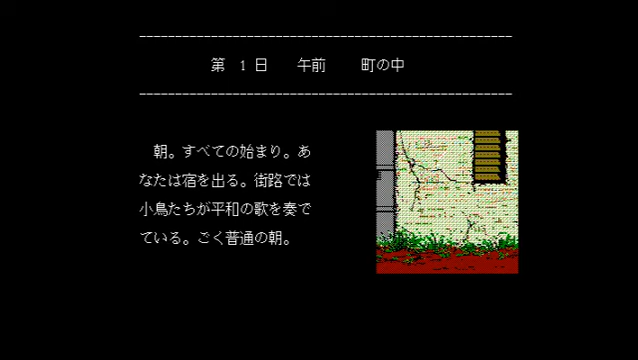 第 1 日 午前 町の中
朝。すべての始まり。あ
なたは宿を出る。街路では
小鳥たちが平和の歌を奏で
ている。ごく普通の朝。